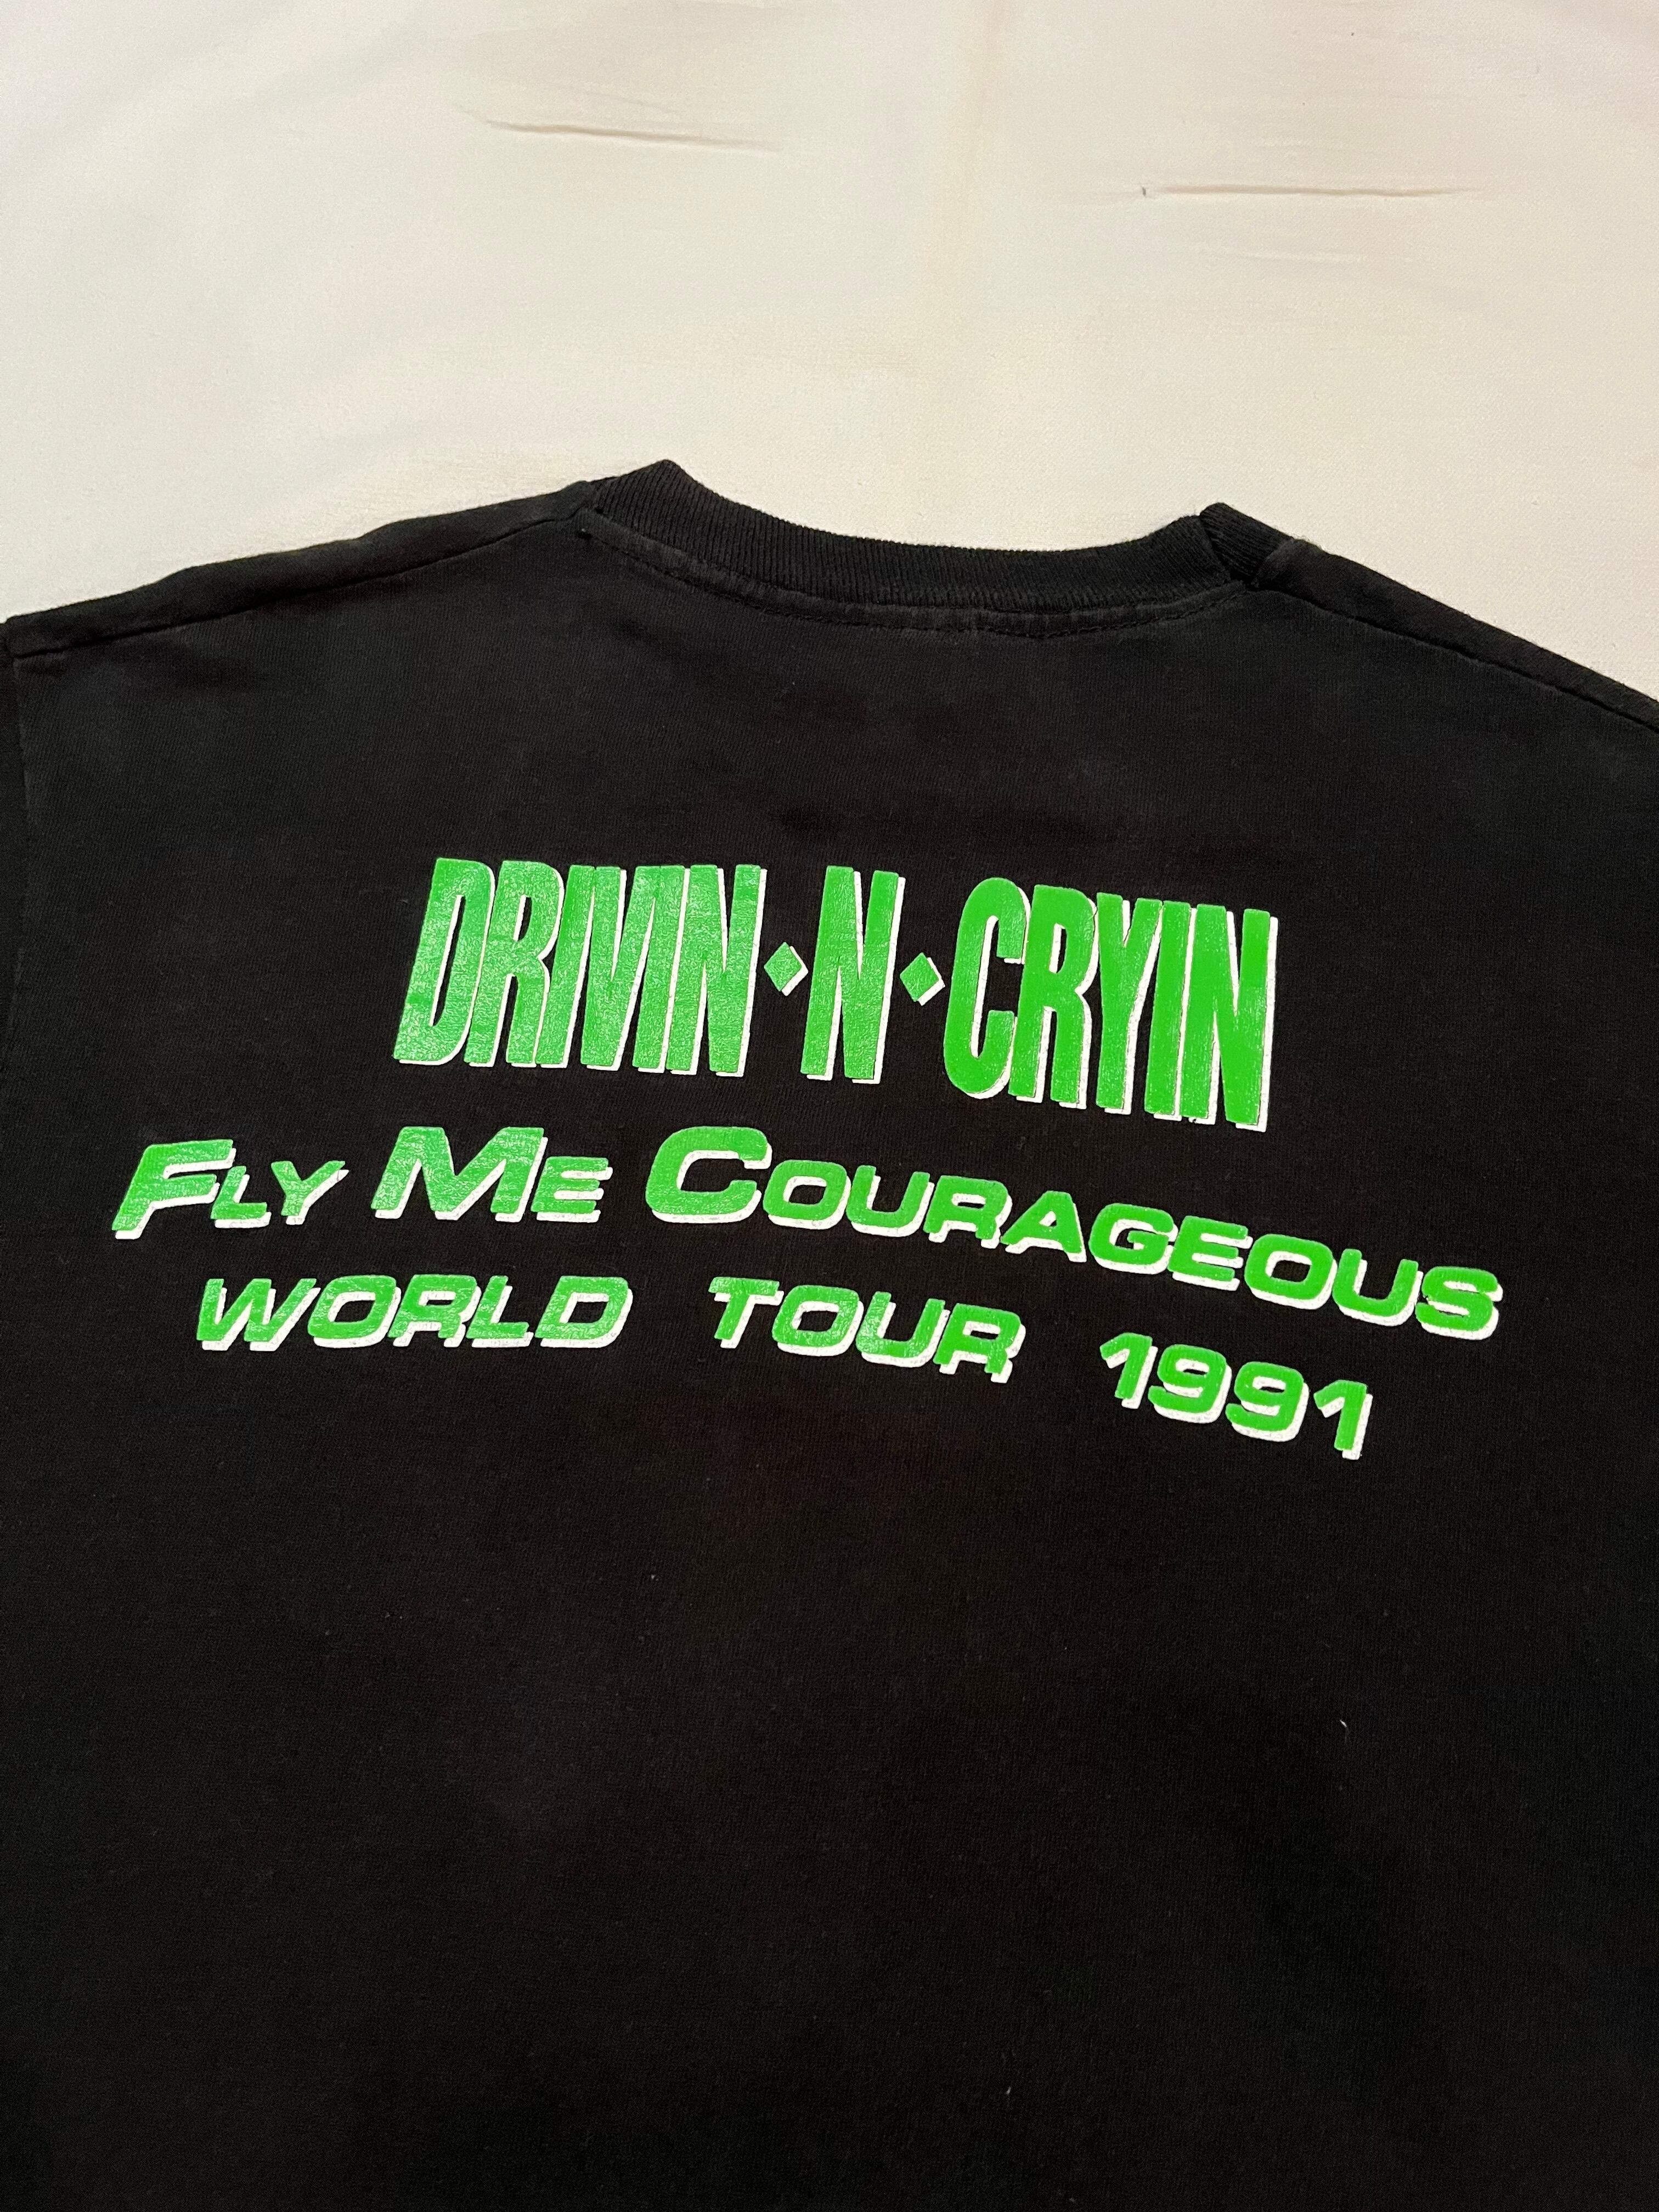 DRIVIN◆N◆CRYIN
FLY ME COURAGEOUS
WORLD TOUR 1991